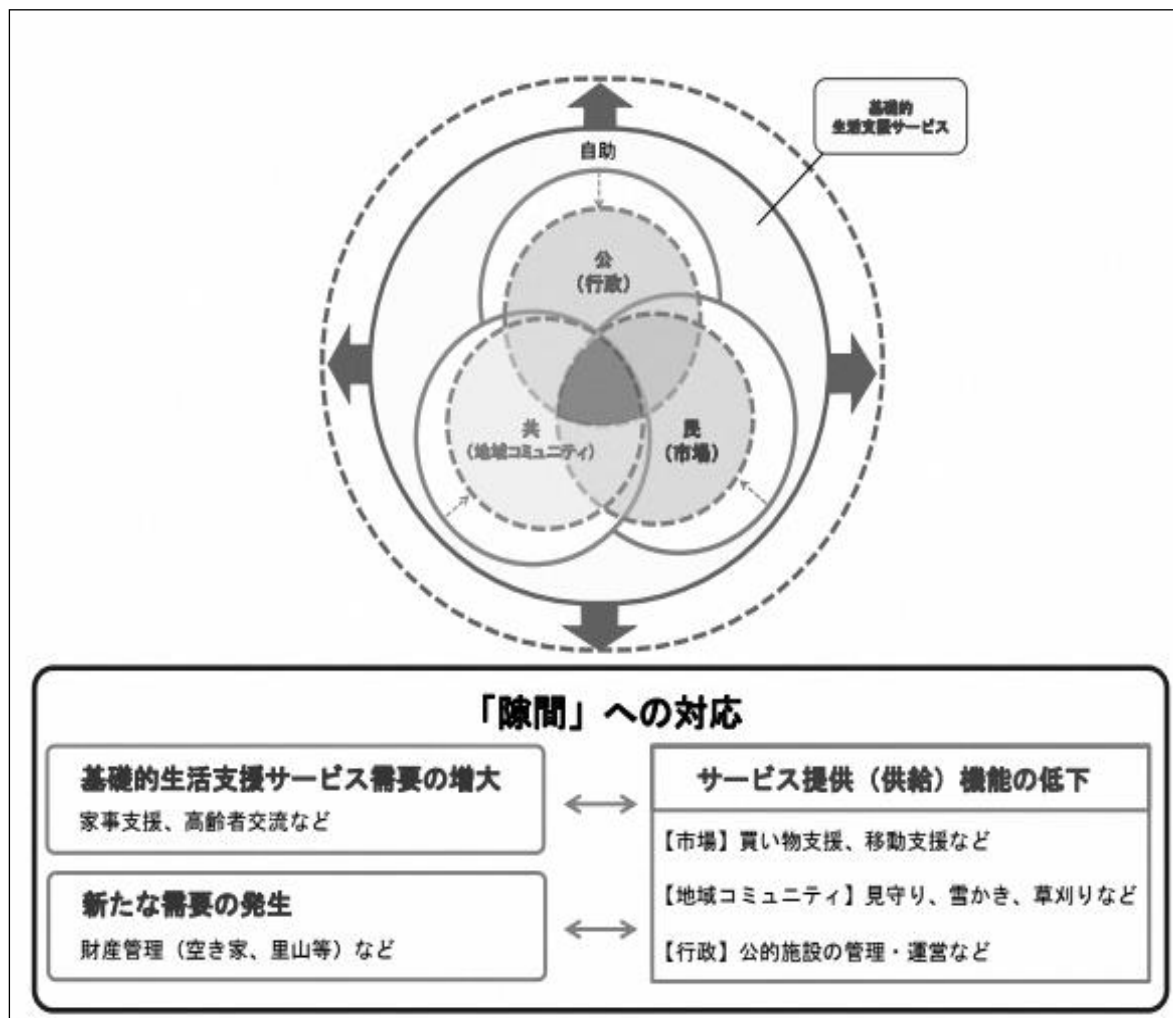 基礎的
生活支援サービス
自助
公
（行政）
共
（地域コミュニティ）
民
（市場）
「隙間」への対応
基礎的生活支援サービス需要の増大
家事支援、高齢者交流など
新たな需要の発生
財産管理（空き家、里山等）など
サービス提供（供給）機能の低下
【市場】買い物支援、移動支援など
【地域コミュニティ】見守り、雪かき、草刈りなど
【行政】公的施設の管理・運営など